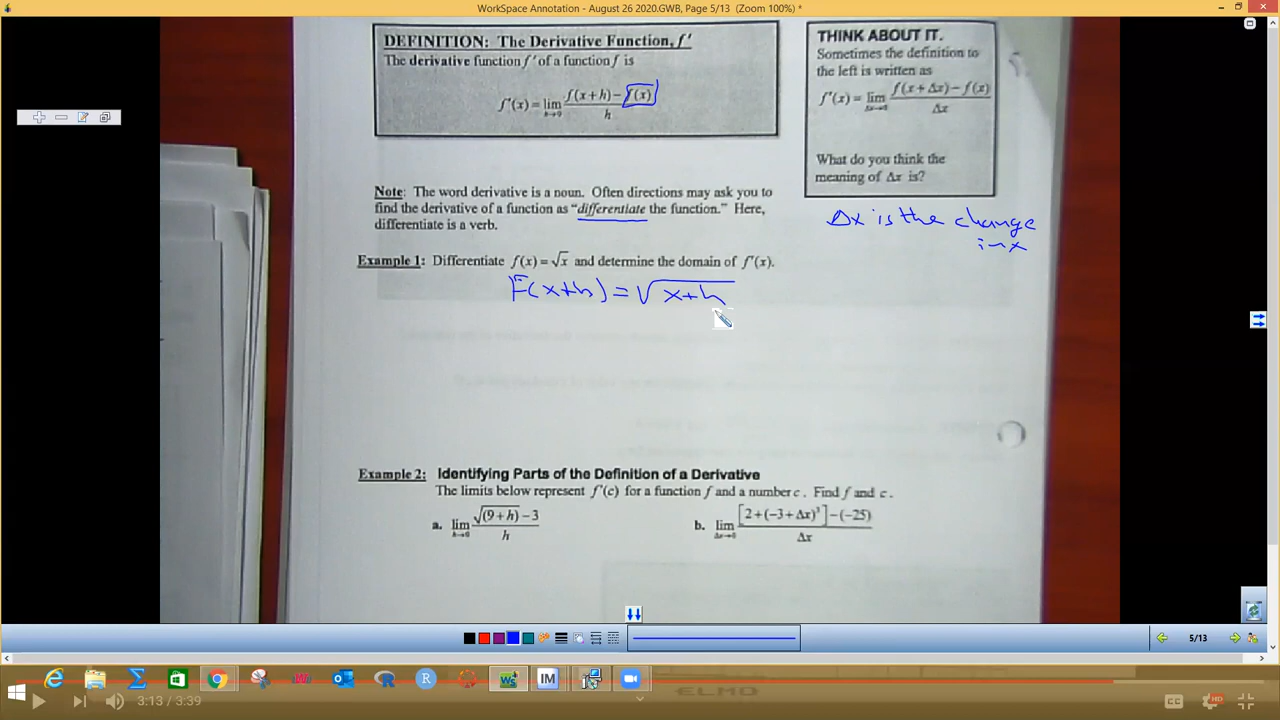 WorkSpace Annotation - August 26 2020.GWB, Page 5/13 (Zoom 100%) *
DEFINITION: The Derivative Function, f'
The derivative function f' of a function f is
f'(x) = lim h→0 f(x+h) − f(x) / h
THINK ABOUT IT.
Sometimes the definition to
the left is written as
f'(x) = lim Δx→0 f(x+Δx) − f(x) / Δx
What do you think the
meaning of Δx is?
Δx is the change
in x
Note: The word derivative is a noun. Often directions may ask you to
find the derivative of a function as "differentiate the function." Here,
differentiate is a verb.
Example 1: Differentiate f(x) = √x and determine the domain of f'(x).
F(x+h) = √x+h
Example 2: Identifying Parts of the Definition of a Derivative
The limits below represent f'(c) for a function f and a number c. Find f and c.
a. lim h→0 √(9+h) − 3 / h
b. lim Δx→0 [2+(−3+Δx)³] − (−25) / Δx
5/13
ELMO
3:13 / 3:39
CC
HD